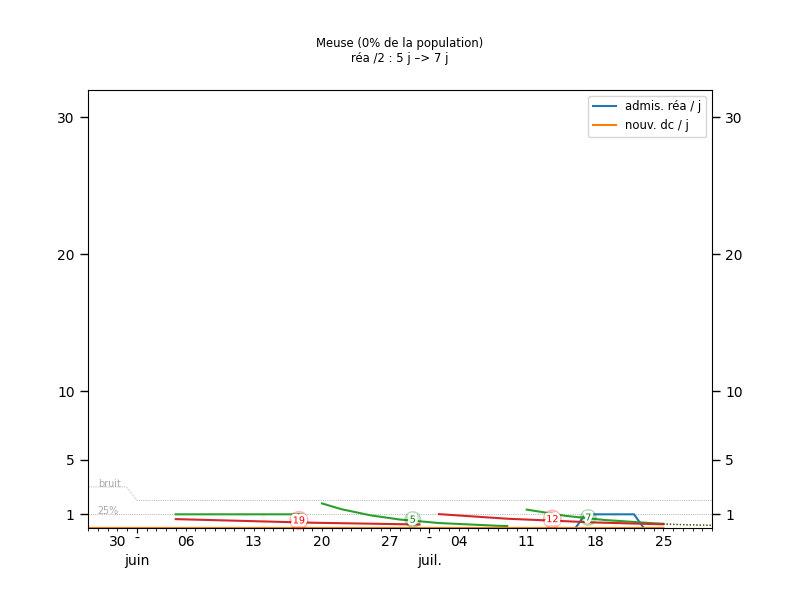 Meuse (0% de la population)
réa /2 : 5 j –> 7 j
admis. réa / j
nouv. dc / j
30 30
20 20
10 10
5 5
1 1
bruit
25%
19 5 12 7
30 - 06 13 20 27 - 04 11 18 25
juin juil.